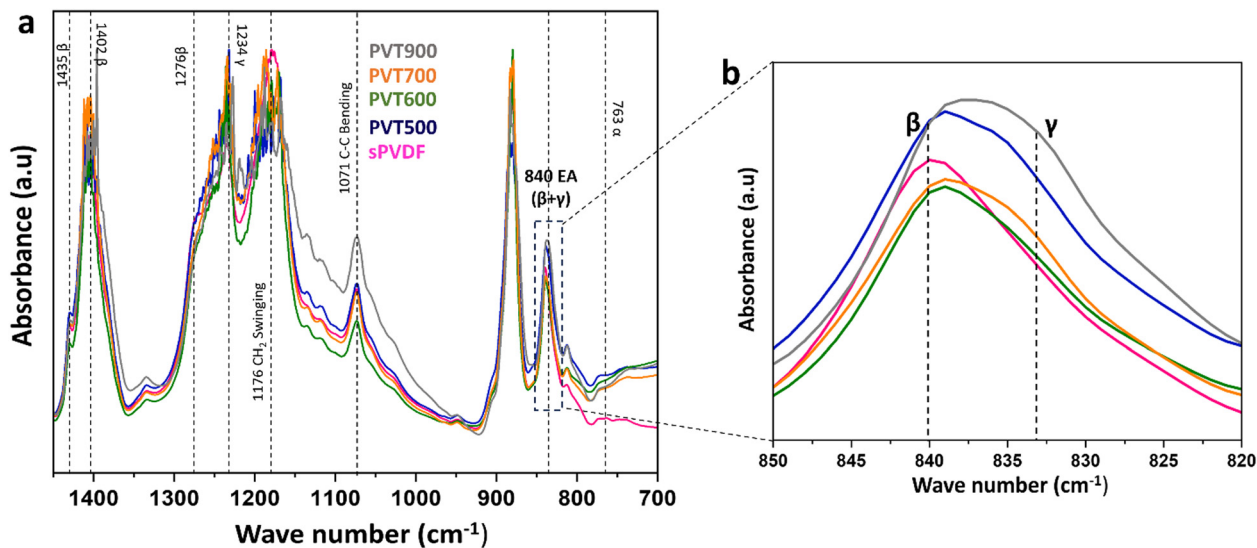 a
1435 β
1402 β
1276β
1234 γ
PVT900
PVT700
PVT600
PVT500
sPVDF
1176 CH₂ Swinging
1071 C-C Bending
840 EA
(β+γ)
763 α
Absorbance (a.u)
1400 1300 1200 1100 1000 900 800 700
Wave number (cm⁻¹)
b
β
γ
Absorbance (a.u)
850 845 840 835 830 825 820
Wave number (cm⁻¹)